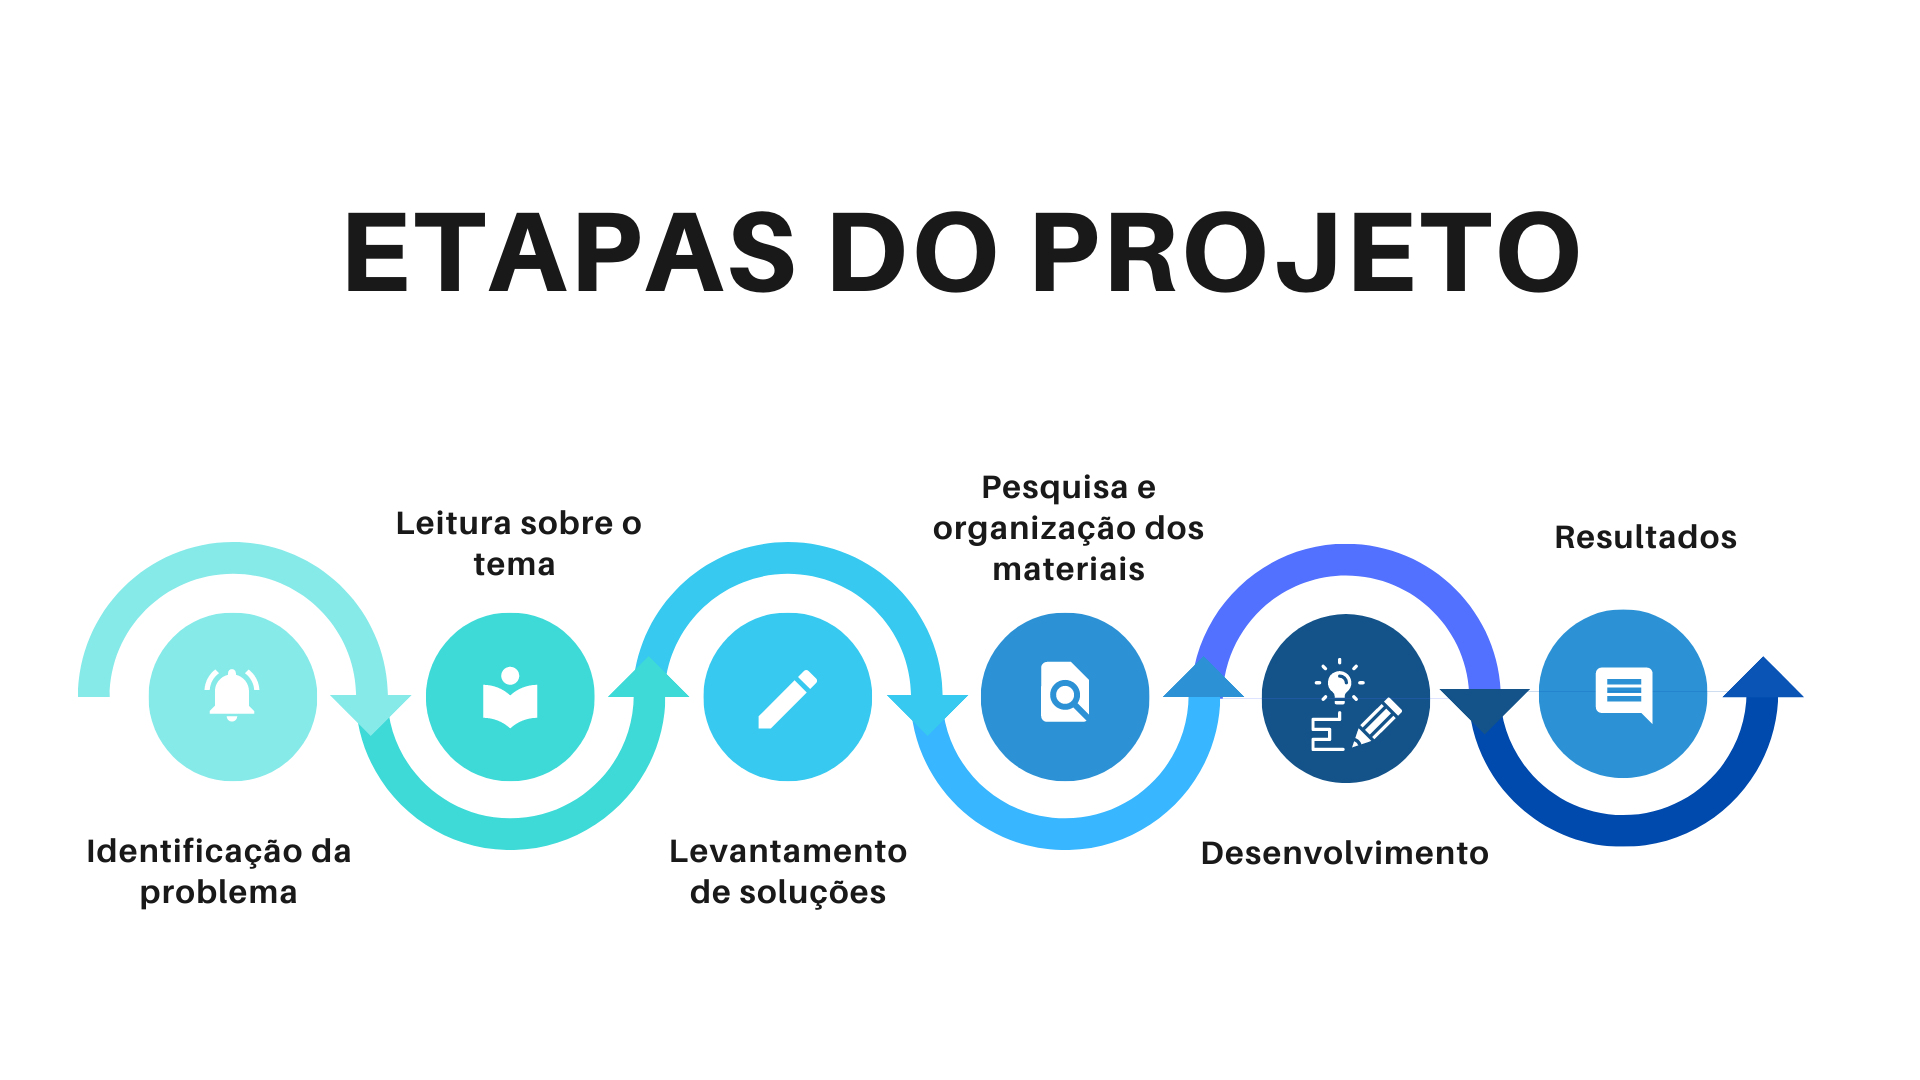 ETAPAS DO PROJETO
Identificação da
problema
Leitura sobre o
tema
Levantamento
de soluções
Pesquisa e
organização dos
materiais
Desenvolvimento
Resultados